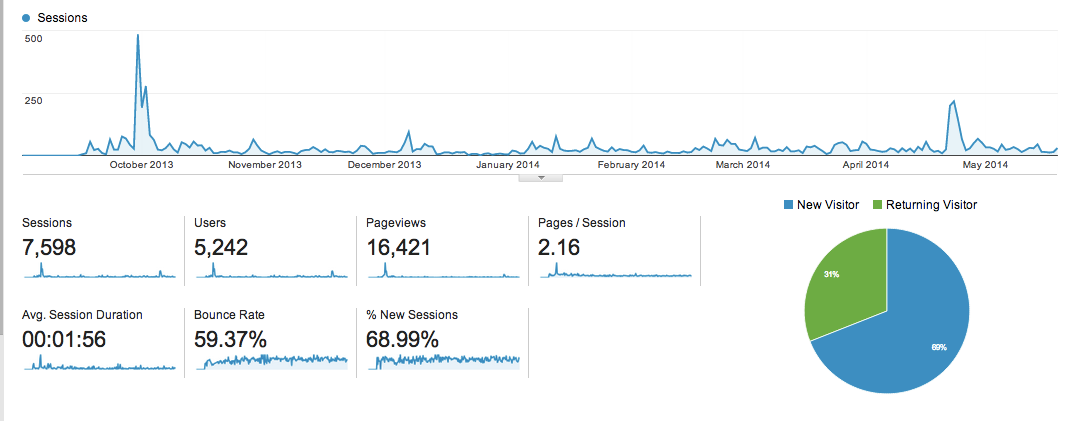 Sessions
500
250
October 2013 November 2013 December 2013 January 2014 February 2014 March 2014 April 2014 May 2014
New Visitor Returning Visitor
Sessions Users Pageviews Pages / Session
7,598 5,242 16,421 2.16
31%
69%
Avg. Session Duration Bounce Rate % New Sessions
00:01:56 59.37% 68.99%